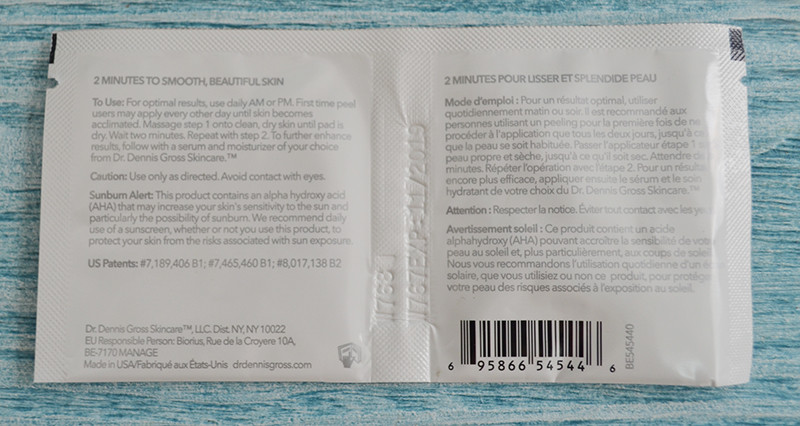 2 MINUTES TO SMOOTH, BEAUTIFUL SKIN
To Use: For optimal results, use daily AM or PM. First time peel
users may apply every other day until skin becomes
acclimated. Massage step 1 onto clean, dry skin until pad is
dry. Wait two minutes. Repeat with step 2. To further enhance
results, follow with a serum and moisturizer of your choice
from Dr. Dennis Gross Skincare.™
Caution: Use only as directed. Avoid contact with eyes.
Sunburn Alert: This product contains an alpha hydroxy acid
(AHA) that may increase your skin's sensitivity to the sun and
particularly the possibility of sunburn. We recommend daily
use of a sunscreen, whether or not you use this product, to
protect your skin from the risks associated with sun exposure.
US Patents: #7,189,406 B1; #7,465,460 B1; #8,017,138 B2
Dr. Dennis Gross Skincare™, LLC. Dist. NY, NY 10022
EU Responsible Person: Biorius, Rue de la Croyere 10A,
BE-7170 MANAGE
Made in USA/Fabriqué aux États-Unis drdennisgross.com
2 MINUTES POUR LISSER ET SPLENDIDE PEAU
Mode d'emploi : Pour un résultat optimal, utiliser
quotidiennement matin ou soir. Il est recommandé aux
personnes utilisant un peeling pour la première fois de ne
procéder à l'application que tous les deux jours, jusqu'à ce
que la peau se soit habituée. Passer l'applicateur étape 1
peau propre et sèche, jusqu'à ce qu'il soit sec. Attendre
minutes. Répéter l'opération avec étape 2. Pour un résultat
encore plus efficace, appliquer ensuite le sérum et le soin
hydratant de votre choix du Dr. Dennis Gross Skincare.™
Attention : Respecter la notice. Éviter tout contact avec les
Avertissement soleil : Ce produit contient un acide
alphahydroxy (AHA) pouvant accroître la sensibilité de
peau au soleil et, plus particulièrement, aux coups de soleil
Nous vous recommandons l'utilisation quotidienne d'un
solaire, que vous utilisiez ou non ce produit, pour
votre peau des risques associés à l'exposition au soleil.
6 95866 54544 6
BE545440